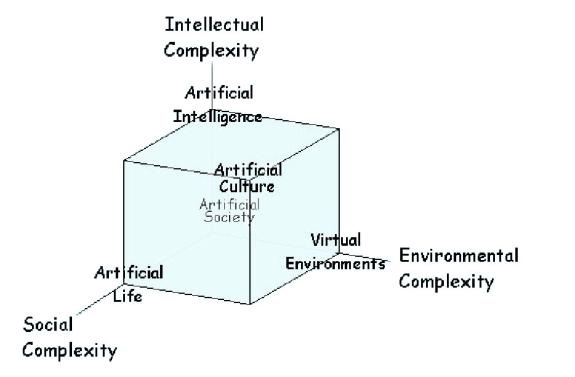 Intellectual
Complexity
Artificial
Intelligence
Artificial
Culture
Artificial
Society
Virtual
Environments
Environmental
Complexity
Artificial
Life
Social
Complexity